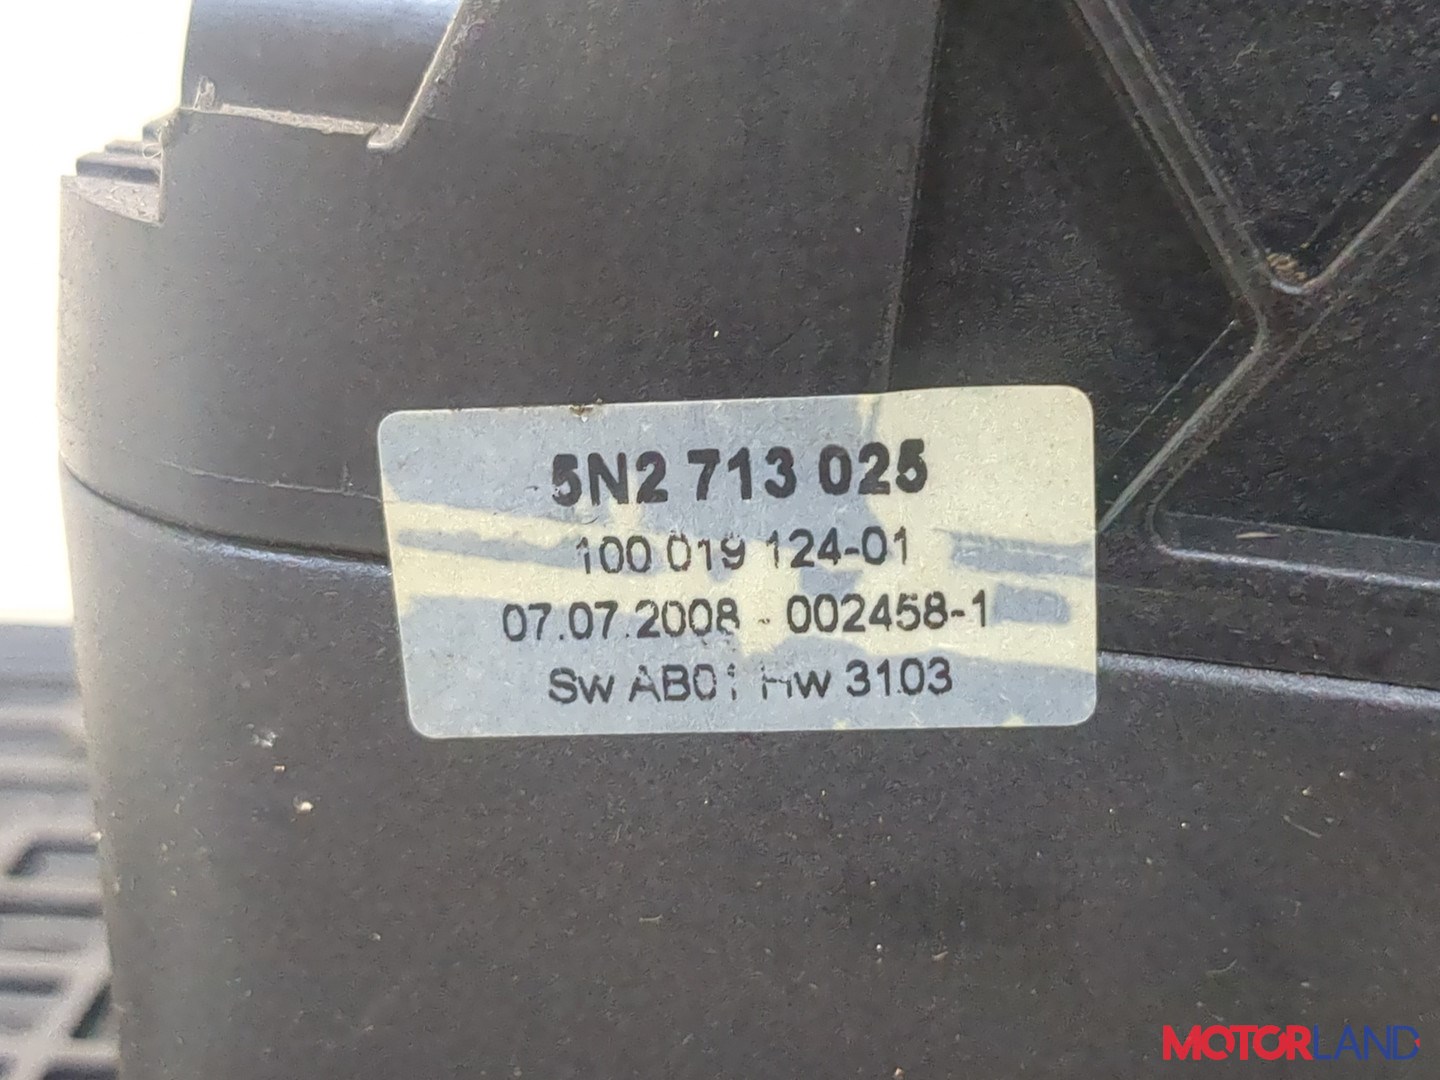 5N2 713 025
100 019 124-01
07.07.2008 - 002458-1
Sw AB01 Hw 3103
MOTORLAND